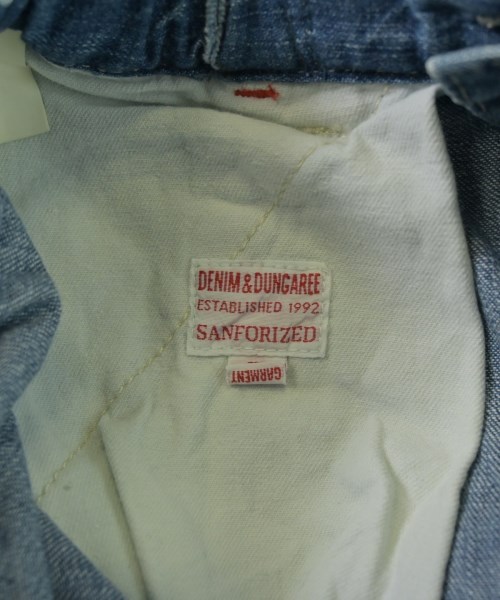 DENIM & DUNGAREE
ESTABLISHED 1992.
SANFORIZED
GARMENT